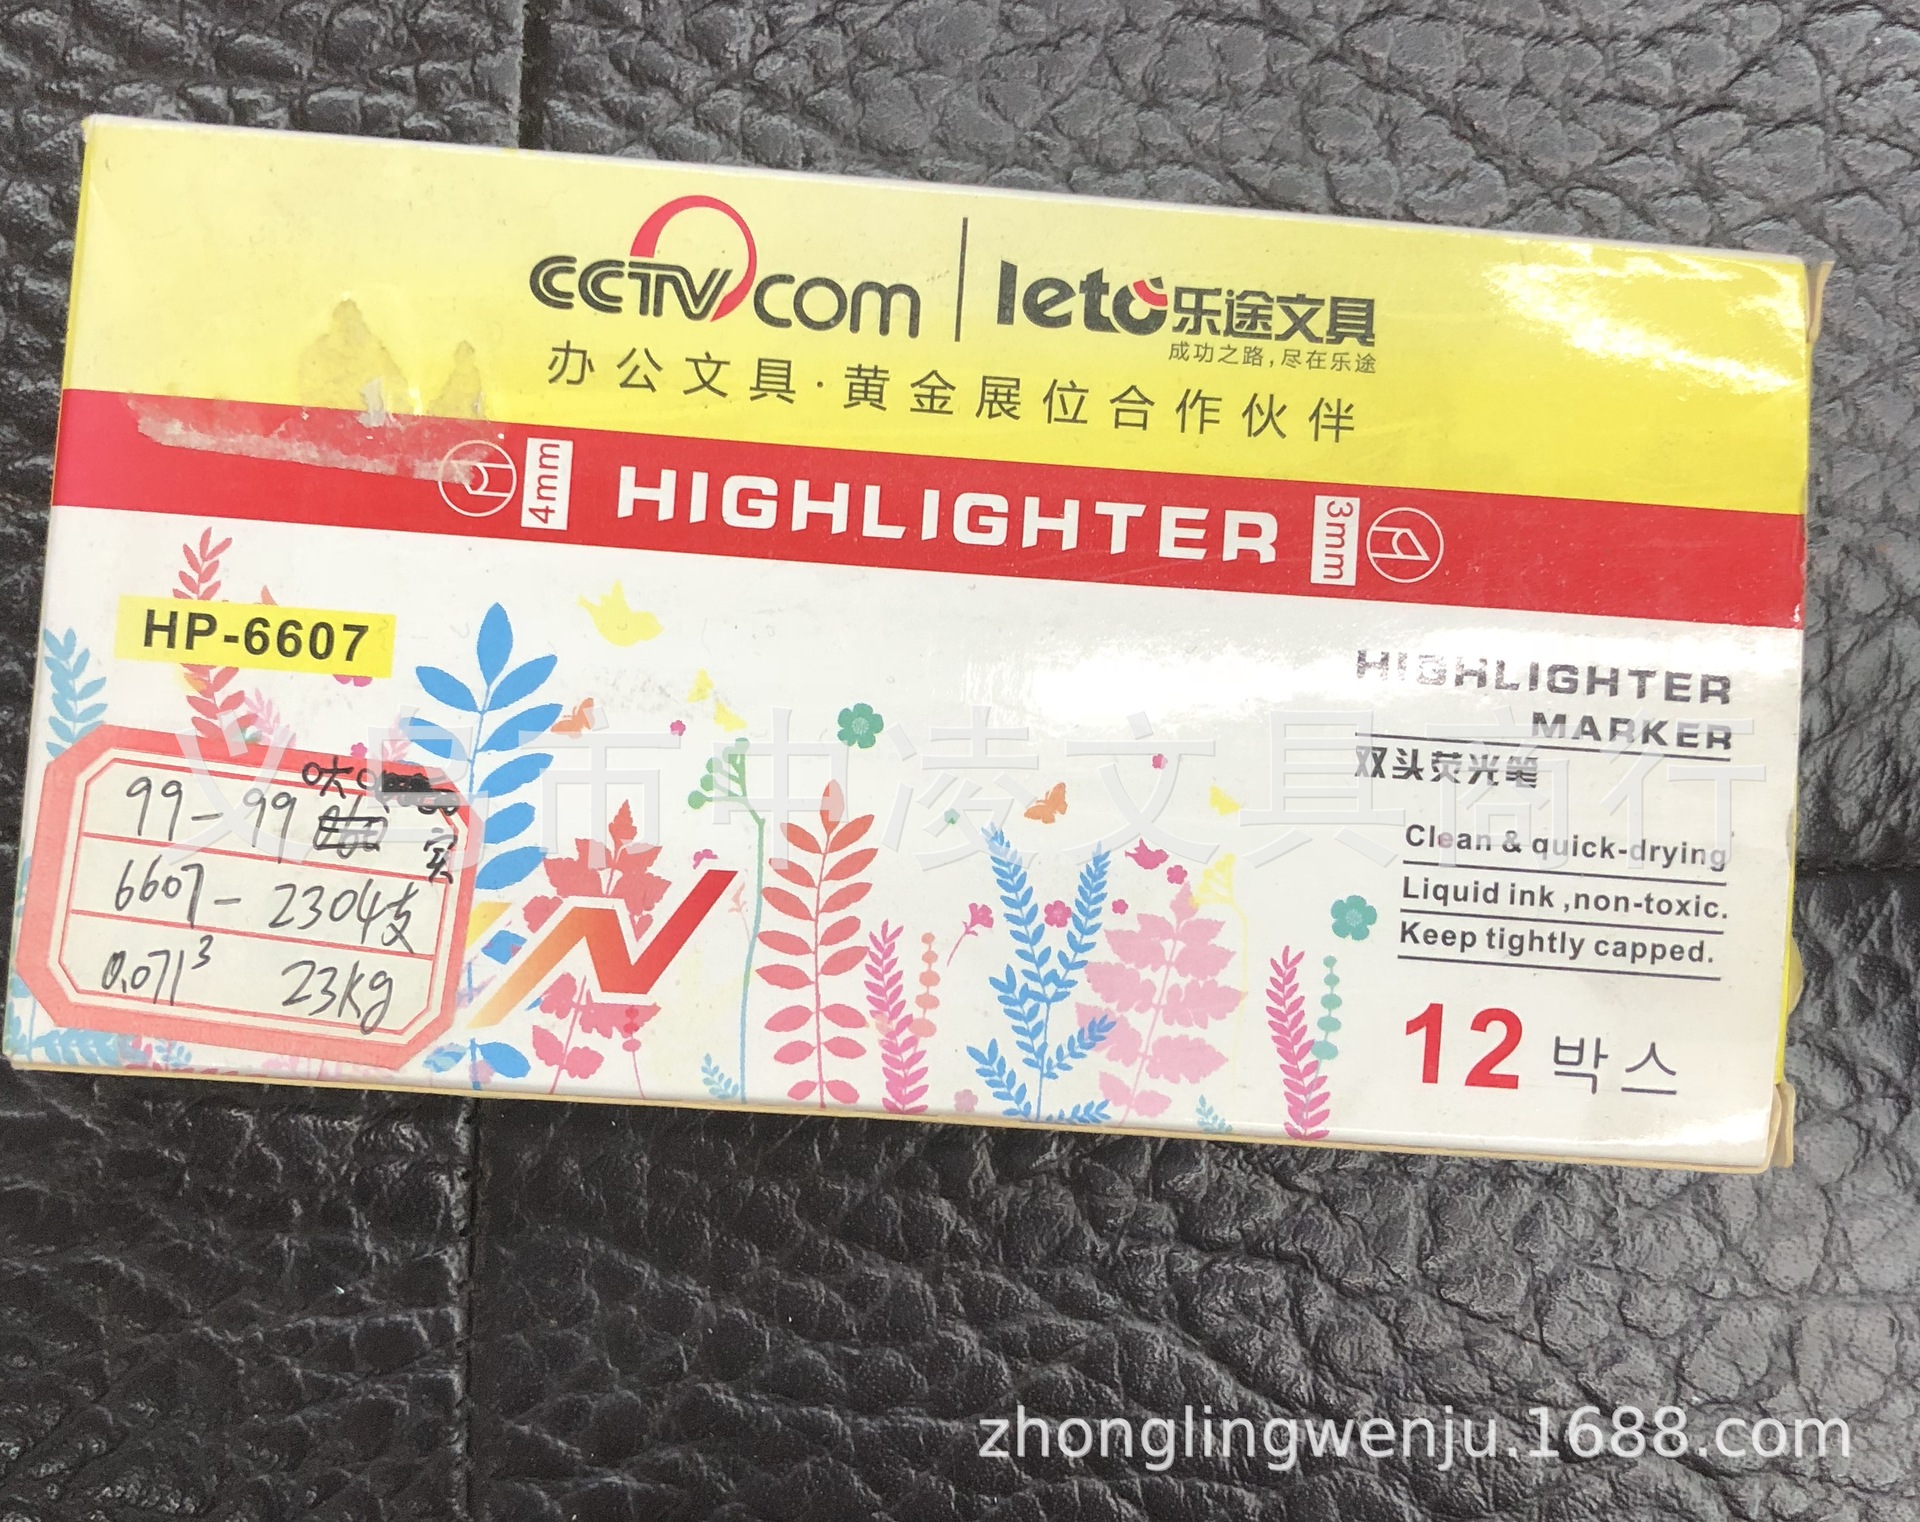 CCTV.com leto乐途文具
成功之路,尽在乐途
办公文具·黄金展位合作伙伴
4mm HIGHLIGHTER 3mm
HP-6607
HIGHLIGHTER
MARKER
双头荧光笔
Clean & quick-drying
Liquid ink ,non-toxic.
Keep tightly capped.
12 박스
99-99
6607-2304支
0.071³ 23kg
义乌市中凌文具商行
zhonglingwenju.1688.com